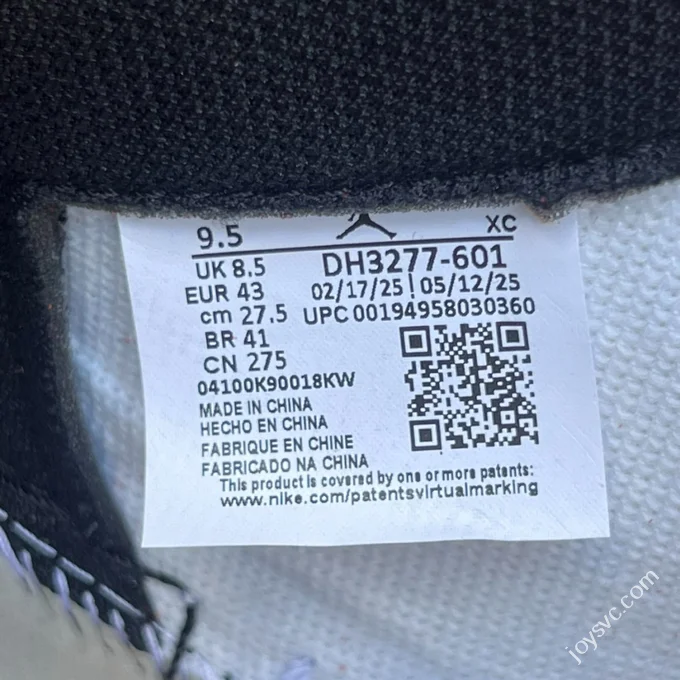 9.5 XC
UK 8.5 DH3277-601
EUR 43 02/17/25 | 05/12/25
cm 27.5 UPC 00194958030360
BR 41
CN 275
04100K90018KW
MADE IN CHINA
HECHO EN CHINA
FABRIQUE EN CHINE
FABRICADO NA CHINA
This product is covered by one or more patents:
www.nike.com/patentsvirtualmarking
joysvc.com